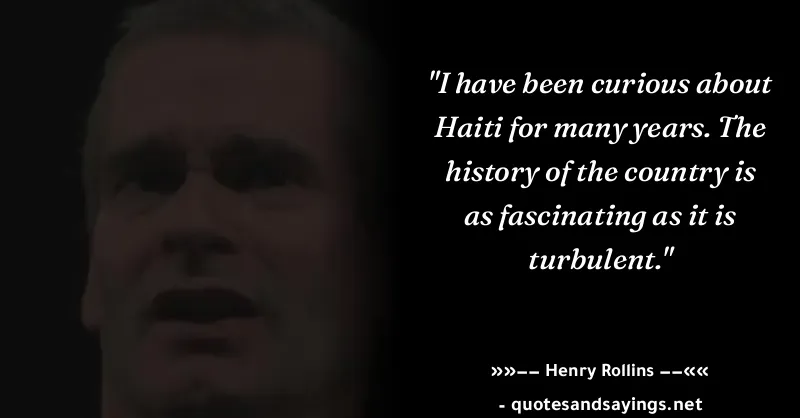 "I have been curious about
Haiti for many years. The
history of the country is
as fascinating as it is
turbulent."
»»−− Henry Rollins −−««
- quotesandsayings.net